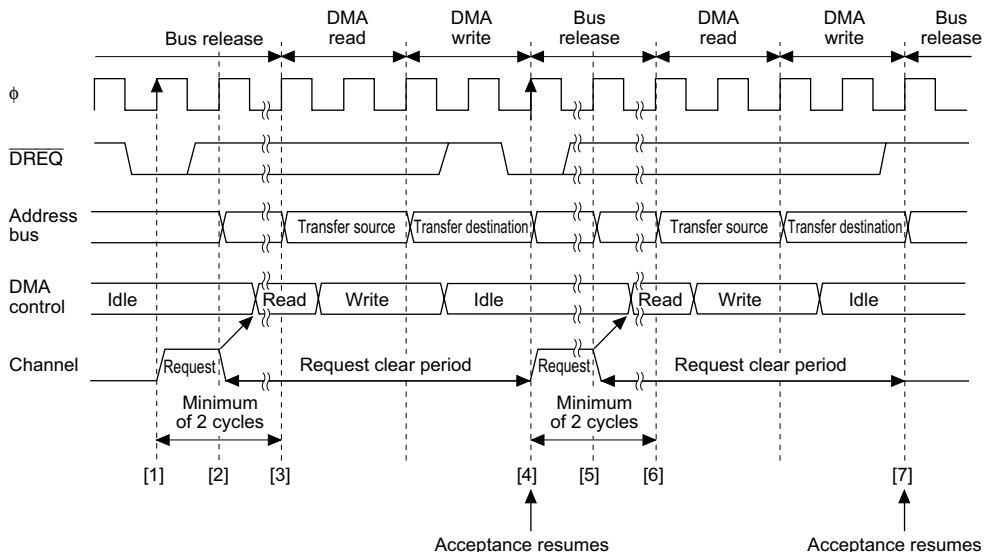 Bus release
DMA read
DMA write
Bus release
DMA read
DMA write
Bus release
ϕ
DREQ
Address bus
Transfer source
Transfer destination
Transfer source
Transfer destination
DMA control
Idle
Read
Write
Idle
Read
Write
Idle
Channel
Request
Request clear period
Request
Request clear period
Minimum of 2 cycles
Minimum of 2 cycles
[1]
[2]
[3]
[4]
[5]
[6]
[7]
Acceptance resumes
Acceptance resumes